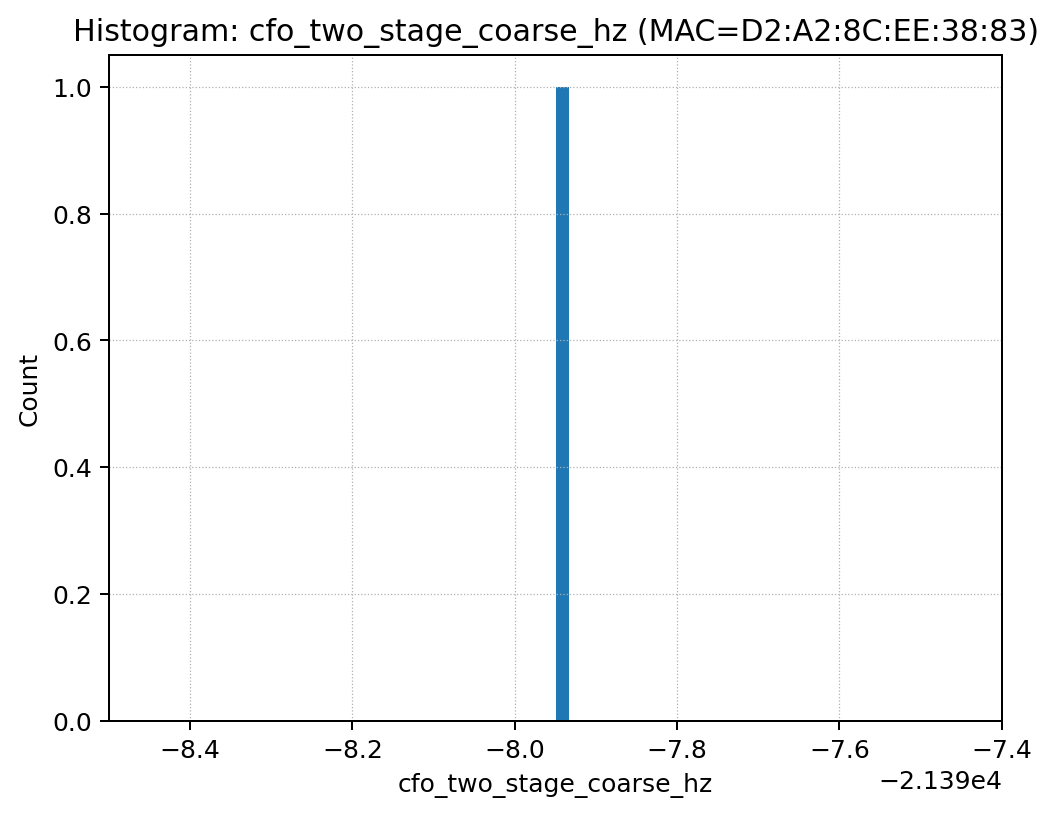 Histogram: cfo_two_stage_coarse_hz (MAC=D2:A2:8C:EE:38:83)
Count
1.0
0.8
0.6
0.4
0.2
0.0
−8.4 −8.2 −8.0 −7.8 −7.6 −7.4
cfo_two_stage_coarse_hz
−2.139e4